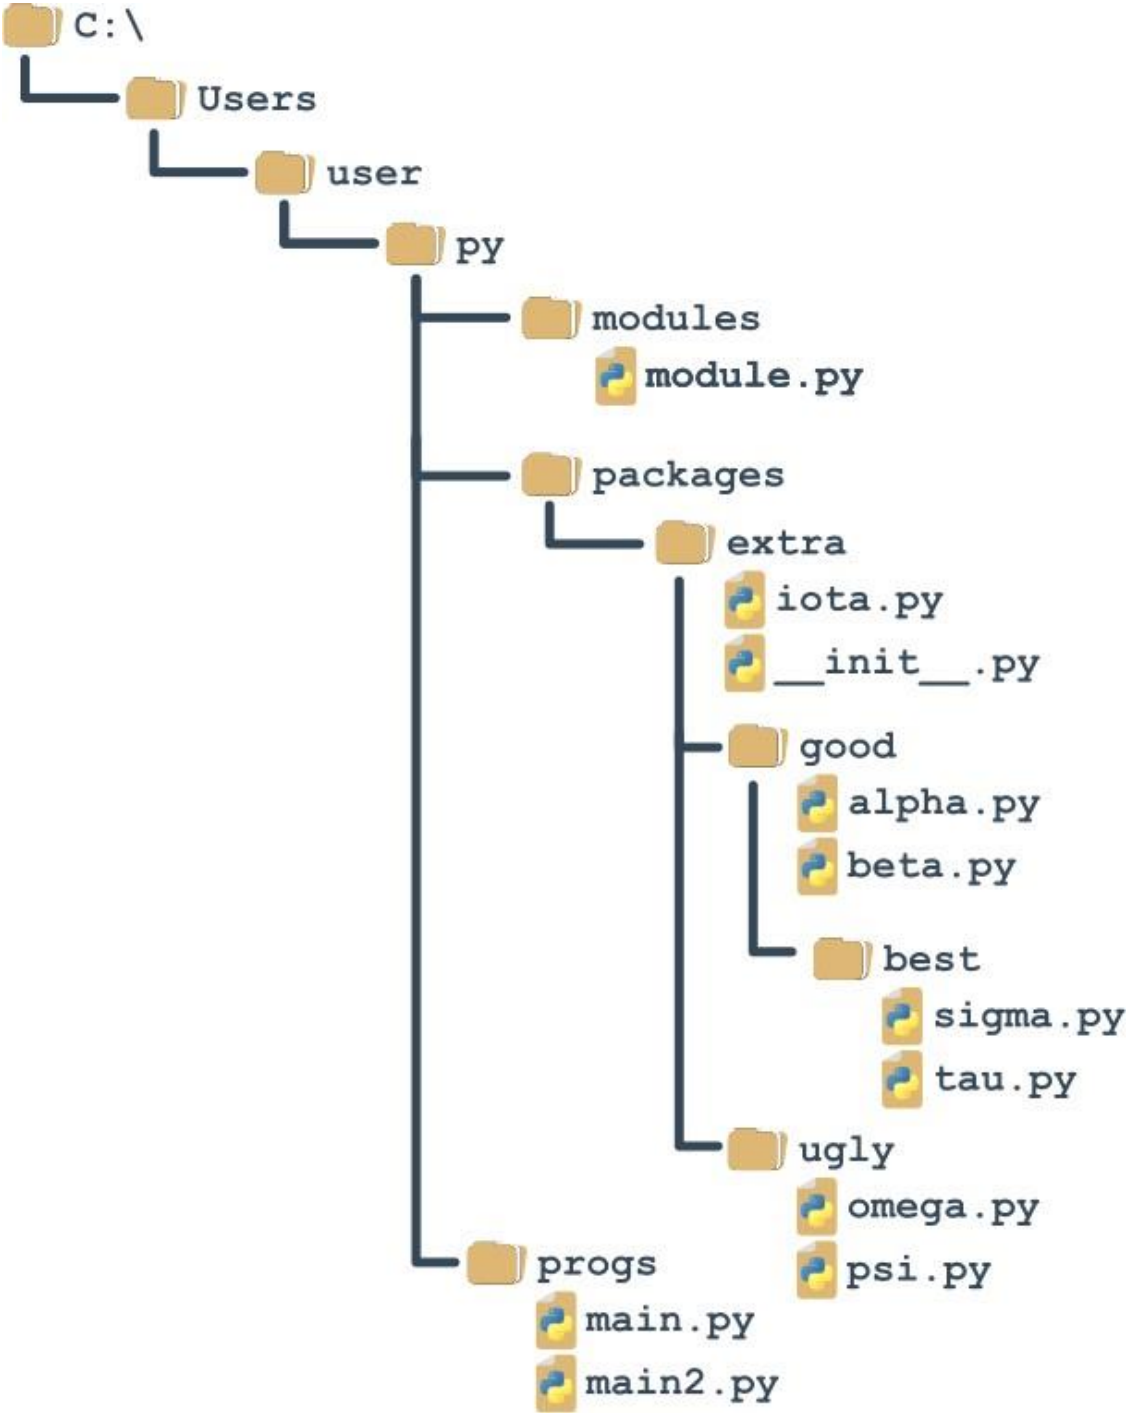 C:\
Users
user
py
modules
module.py
packages
extra
iota.py
__init__.py
good
alpha.py
beta.py
best
sigma.py
tau.py
ugly
omega.py
psi.py
progs
main.py
main2.py